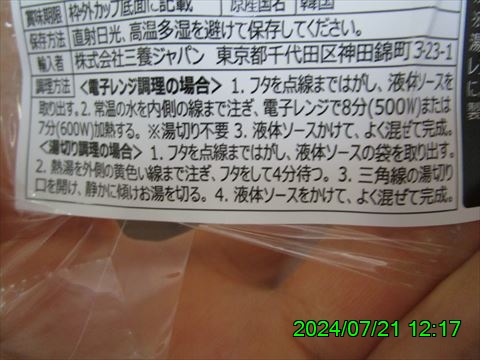 賞味期限 枠外カップ底面に記載 原産国名 韓国
保存方法 直射日光、高温多湿を避けて保存してください。
輸入者 株式会社三養ジャパン 東京都千代田区神田錦町3-23-1
調理方法 <電子レンジ調理の場合> 1. フタを点線まではがし、液体ソースを
取り出す。2. 常温の水を内側の線まで注ぎ、電子レンジで8分(500W)または
7分(600W)加熱する。※湯切り不要 3. 液体ソースかけて、よく混ぜて完成。
<湯切り調理の場合> 1. フタを点線まではがし、液体ソースの袋を取り出す。
2. 熱湯を外側の黄色い線まで注ぎ、フタをして4分待つ。3. 三角線の湯切り
口を開け、静かに傾けお湯を切る。4. 液体ソースをかけて、よく混ぜて完成。
2024/07/21 12:17